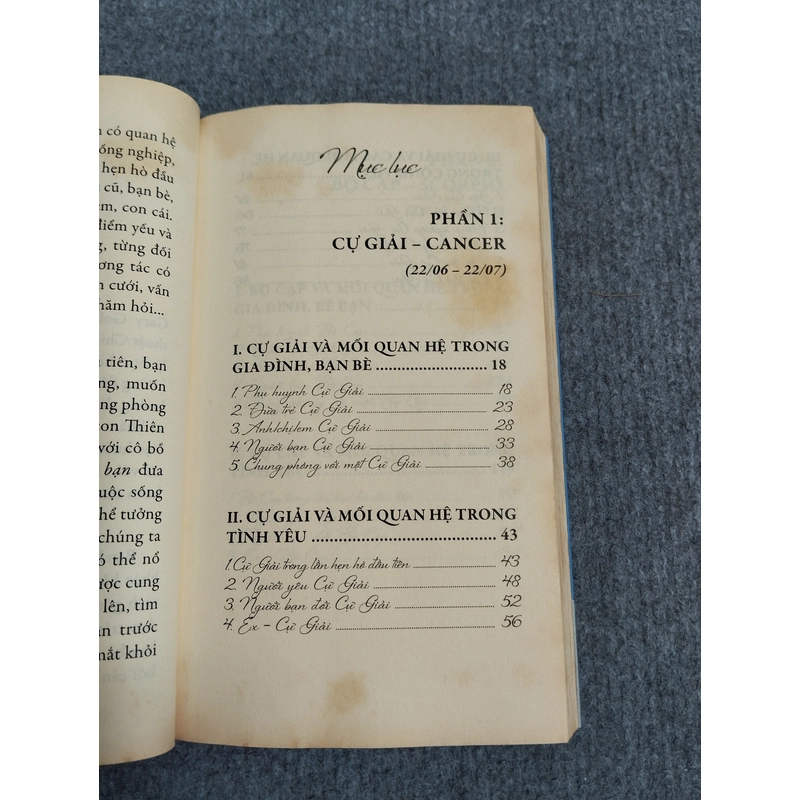 n có quan hệ
ồng nghiệp,
hẹn hò đầu
cũ, bạn bè,
em, con cái.
điểm yếu và
g, từng đối
ơng tác có
n cưới, vấn
hăm hỏi...
tiên, bạn
ng, muốn
ng phòng
on Thiên
với cô bồ
bạn đưa
uộc sống
hể tưởng
chúng ta
ó thể nổ
ược cung
lên, tìm
ản trước
mắt khỏi
Mục lục
PHẦN 1:
CỰ GIẢI – CANCER
(22/06 – 22/07)
I. CỰ GIẢI VÀ MỐI QUAN HỆ TRONG
GIA ĐÌNH, BẠN BÈ ............................ 18
1. Phụ huynh Cự Giải ............................ 18
2. Đứa trẻ Cự Giải ............................ 23
3. Anh/chị/em Cự Giải ............................ 28
4. Người bạn Cự Giải ............................ 33
5. Chung phòng với một Cự Giải ............................ 38
II. CỰ GIẢI VÀ MỐI QUAN HỆ TRONG
TÌNH YÊU ............................ 43
1. Cự Giải trong lần hẹn hò đầu tiên ............................ 43
2. Người yêu Cự Giải ............................ 48
3. Người bạn đời Cự Giải ............................ 52
4. Ex – Cự Giải ............................ 56